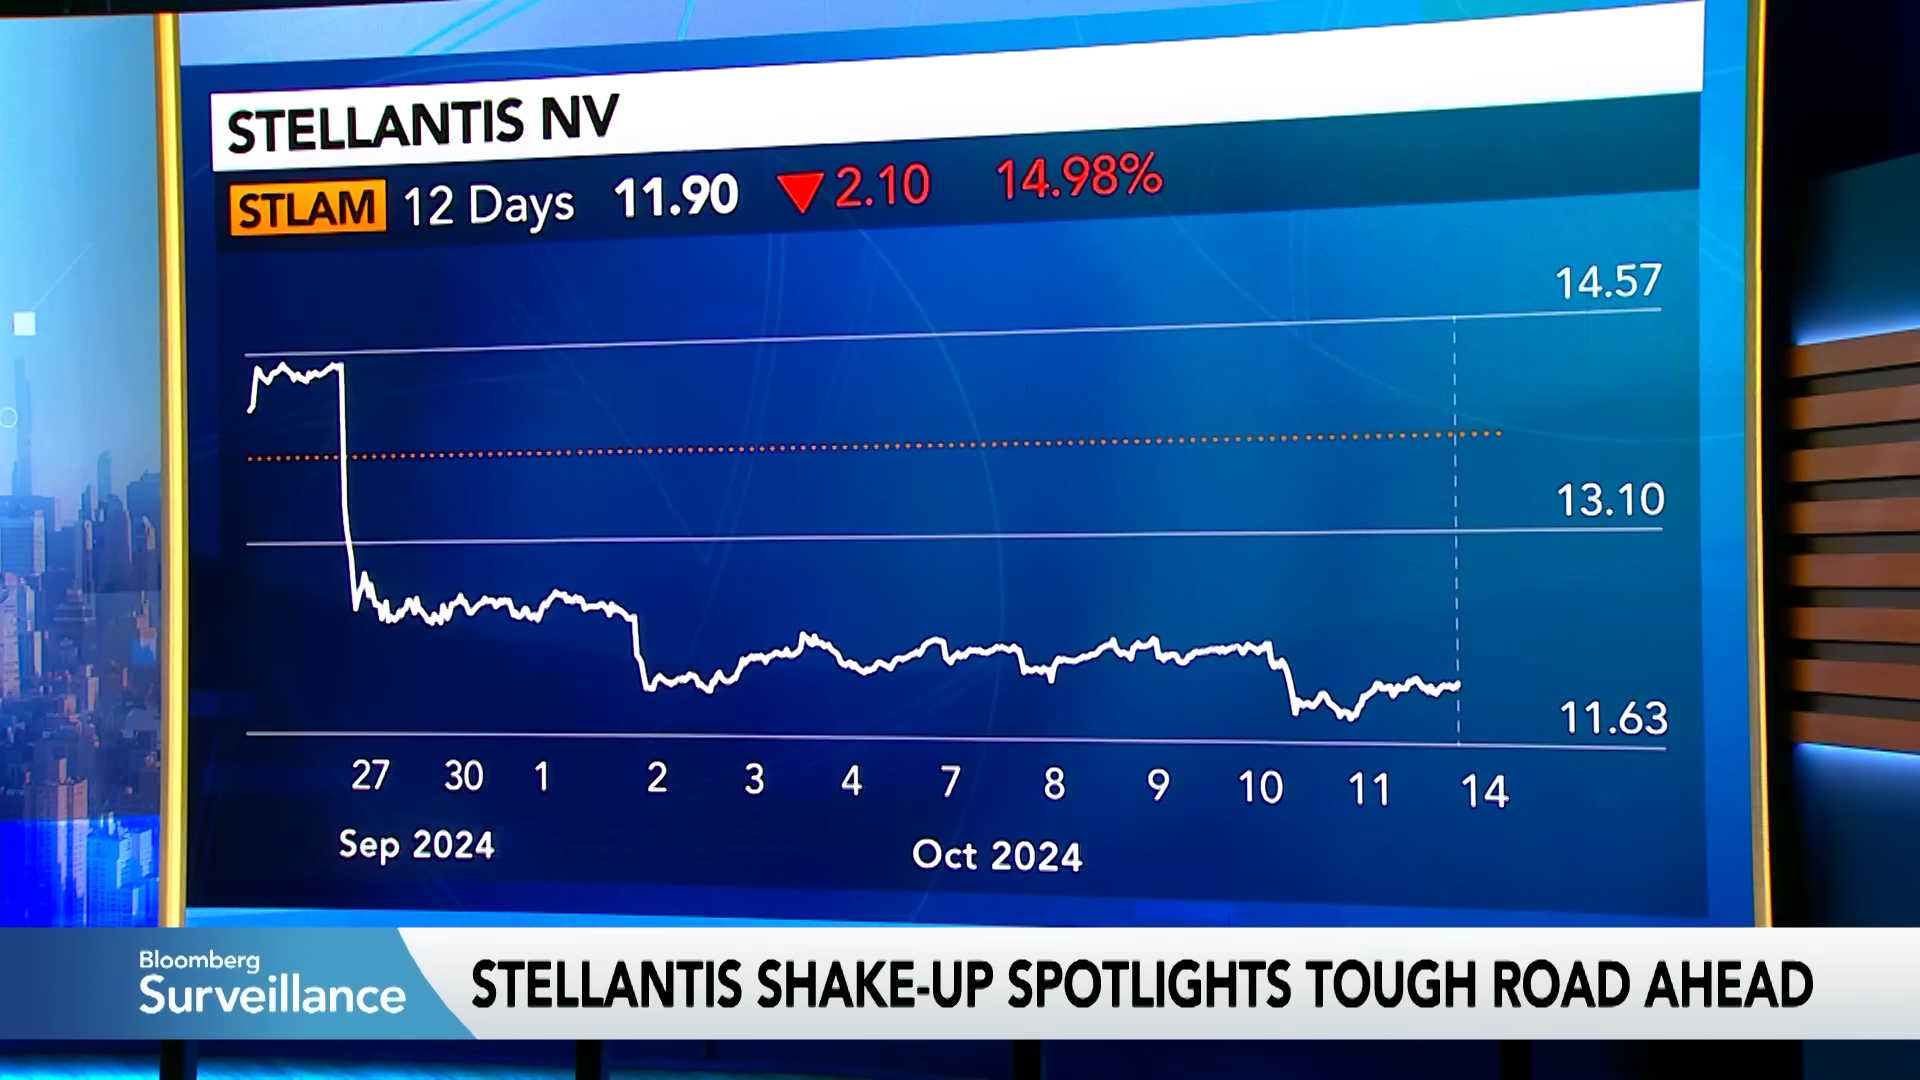 STELLANTIS NV
STLAM 12 Days 11.90 ▼2.10 14.98%
14.57
13.10
11.63
27 30 1 2 3 4 7 8 9 10 11 14
Sep 2024 Oct 2024
Bloomberg
Surveillance
STELLANTIS SHAKE-UP SPOTLIGHTS TOUGH ROAD AHEAD